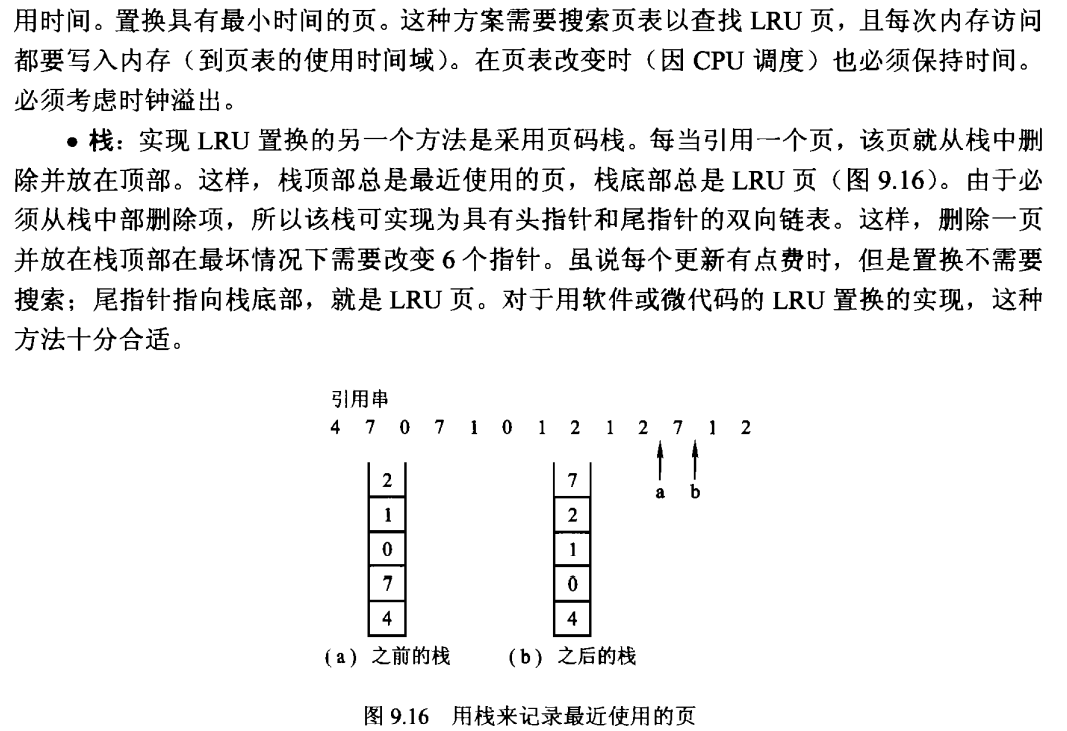 用时间。置换具有最小时间的页。这种方案需要搜索页表以查找 LRU 页，且每次内存访问
都要写入内存（到页表的使用时间域）。在页表改变时（因 CPU 调度）也必须保持时间。
必须考虑时钟溢出。
• 栈：实现 LRU 置换的另一个方法是采用页码栈。每当引用一个页，该页就从栈中删
除并放在顶部。这样，栈顶部总是最近使用的页，栈底部总是 LRU 页（图 9.16）。由于必
须从栈中部删除项，所以该栈可实现为具有头指针和尾指针的双向链表。这样，删除一页
并放在栈顶部在最坏情况下需要改变 6 个指针。虽说每个更新有点费时，但是置换不需要
搜索；尾指针指向栈底部，就是 LRU 页。对于用软件或微代码的 LRU 置换的实现，这种
方法十分合适。
引用串
4 7 0 7 1 0 1 2 1 2 7 1 2
a b
2
1
0
7
4
7
2
1
0
4
(a) 之前的栈
(b) 之后的栈
图 9.16 用栈来记录最近使用的页